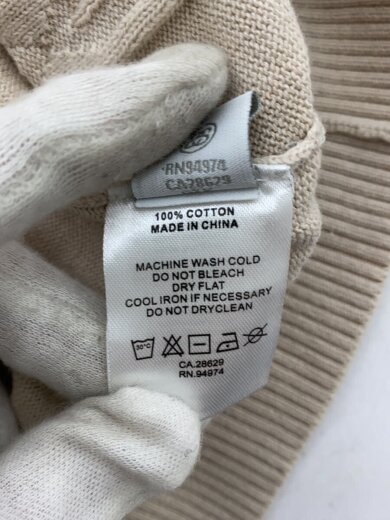 RN94974
CA28629
100% COTTON
MADE IN CHINA
MACHINE WASH COLD
DO NOT BLEACH
DRY FLAT
COOL IRON IF NECESSARY
DO NOT DRYCLEAN
30°C
CA.28629
RN.94974